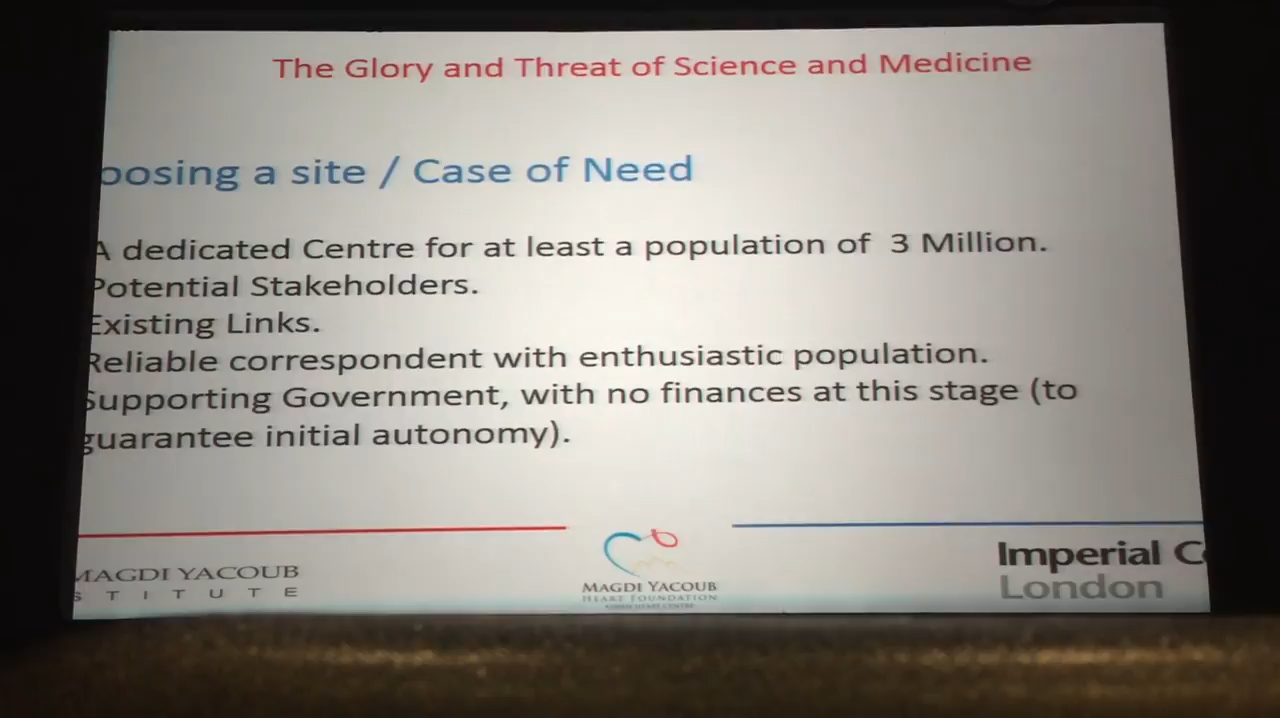 The Glory and Threat of Science and Medicine
oosing a site / Case of Need
A dedicated Centre for at least a population of 3 Million.
Potential Stakeholders.
Existing Links.
Reliable correspondent with enthusiastic population.
Supporting Government, with no finances at this stage (to
guarantee initial autonomy).
MAGDI YACOUB
STITUTE
MAGDI YACOUB
HEART FOUNDATION
Imperial C
London